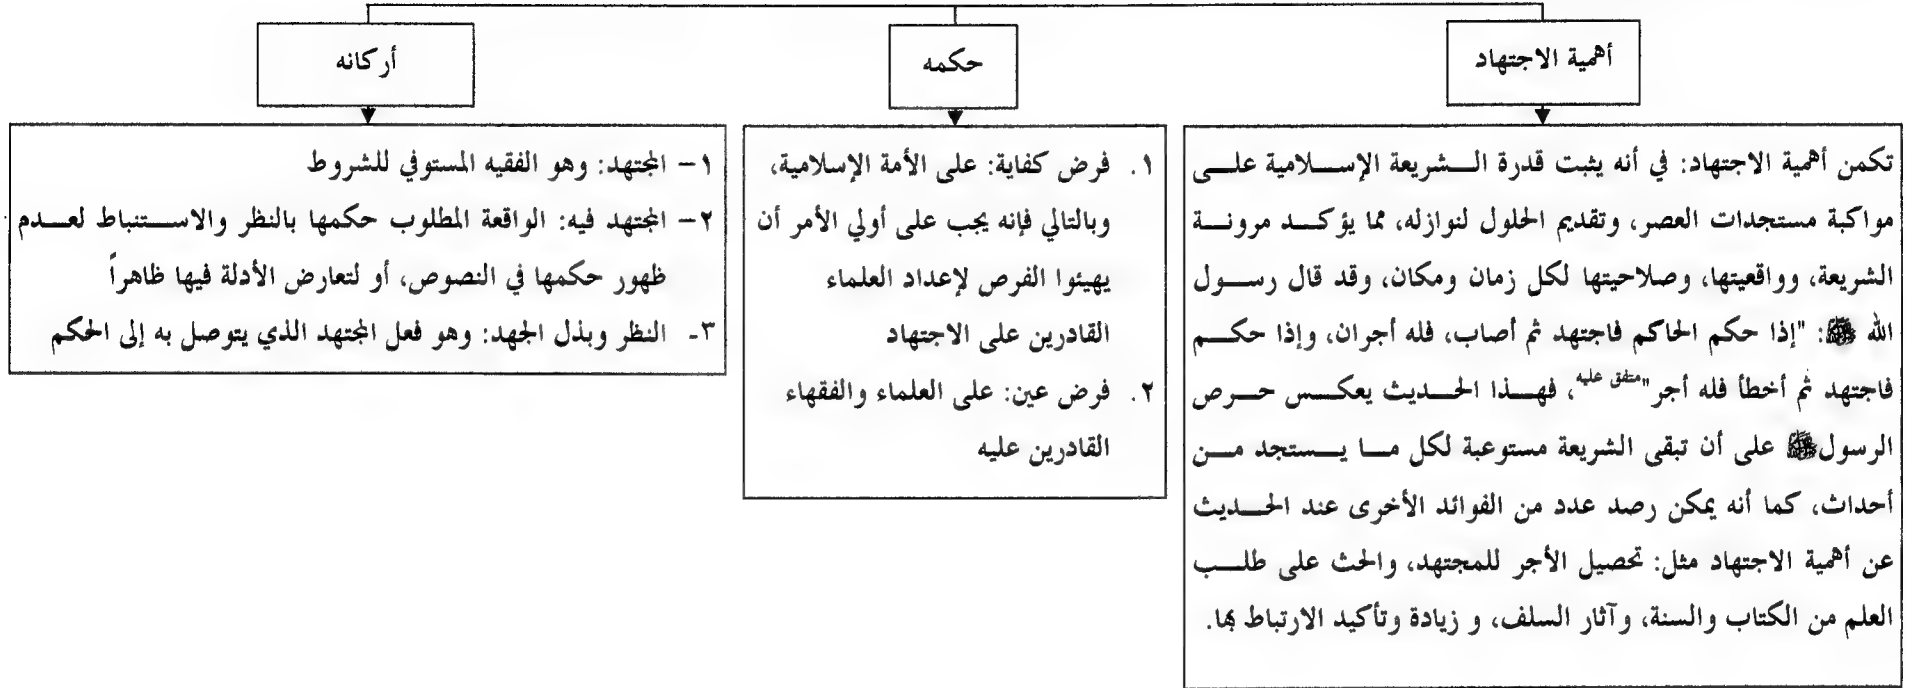 أهمية الاجتهاد
تكمن أهمية الاجتهاد: في أنه يثبت قدرة الشريعة الإسلامية على
مواكبة مستجدات العصر، وتقديم الحلول لنوازله، مما يؤكد مرونة
الشريعة، وواقعيتها، وصلاحيتها لكل زمان ومكان، وقد قال رسول
الله ﷺ: "إذا حكم الحاكم فاجتهد ثم أصاب، فله أجران، وإذا حكم
فاجتهد ثم أخطأ فله أجر" متفق عليه، فهذا الحديث يعكس حرص
الرسول ﷺ على أن تبقى الشريعة مستوعبة لكل ما يستجد من
أحداث، كما أنه يمكن رصد عدد من الفوائد الأخرى عند الحديث
عن أهمية الاجتهاد مثل: تحصيل الأجر للمجتهد، والحث على طلب
العلم من الكتاب والسنة، وآثار السلف، و زيادة وتأكيد الارتباط بها.
حكمه
١. فرض كفاية: على الأمة الإسلامية،
وبالتالي فإنه يجب على أولي الأمر أن
يهيئوا الفرص لإعداد العلماء
القادرين على الاجتهاد
٢. فرض عين: على العلماء والفقهاء
القادرين عليه
أركانه
١- المجتهد: وهو الفقيه المستوفي للشروط
٢- المجتهد فيه: الواقعة المطلوب حكمها بالنظر والاستنباط لعدم
ظهور حكمها في النصوص، أو لتعارض الأدلة فيها ظاهراً
٣- النظر وبذل الجهد: وهو فعل المجتهد الذي يتوصل به إلى الحكم